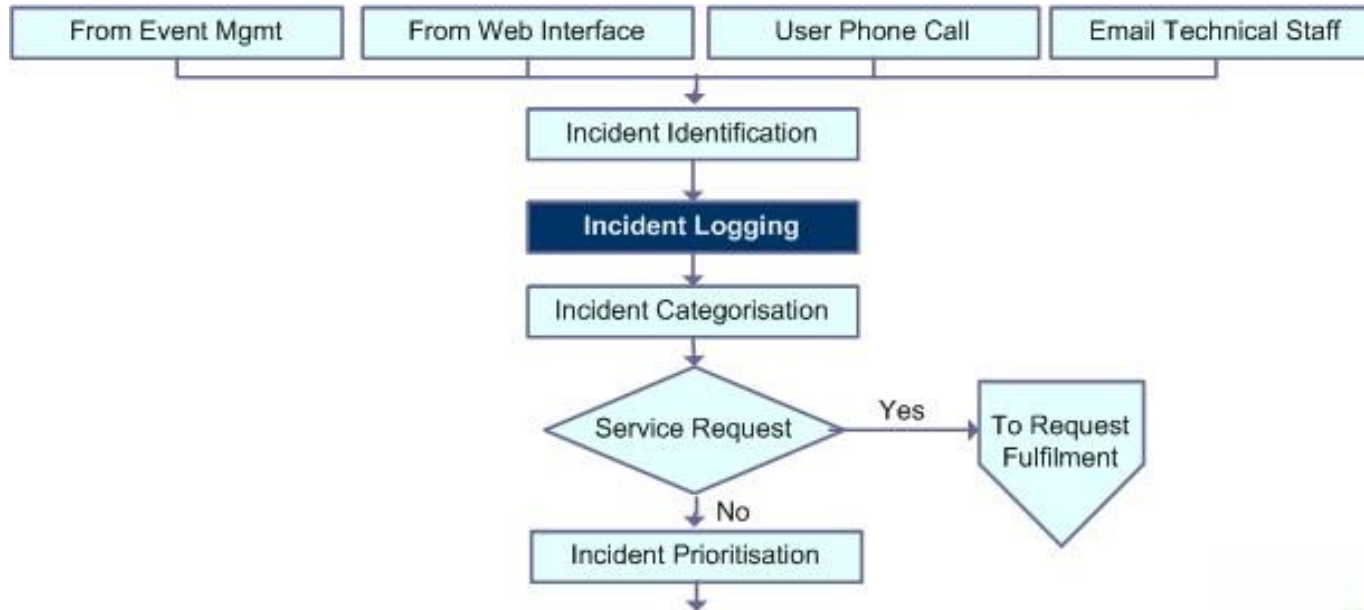 From Event Mgmt
From Web Interface
User Phone Call
Email Technical Staff
Incident Identification
Incident Logging
Incident Categorisation
Service Request
Yes
To Request
Fulfilment
No
Incident Prioritisation